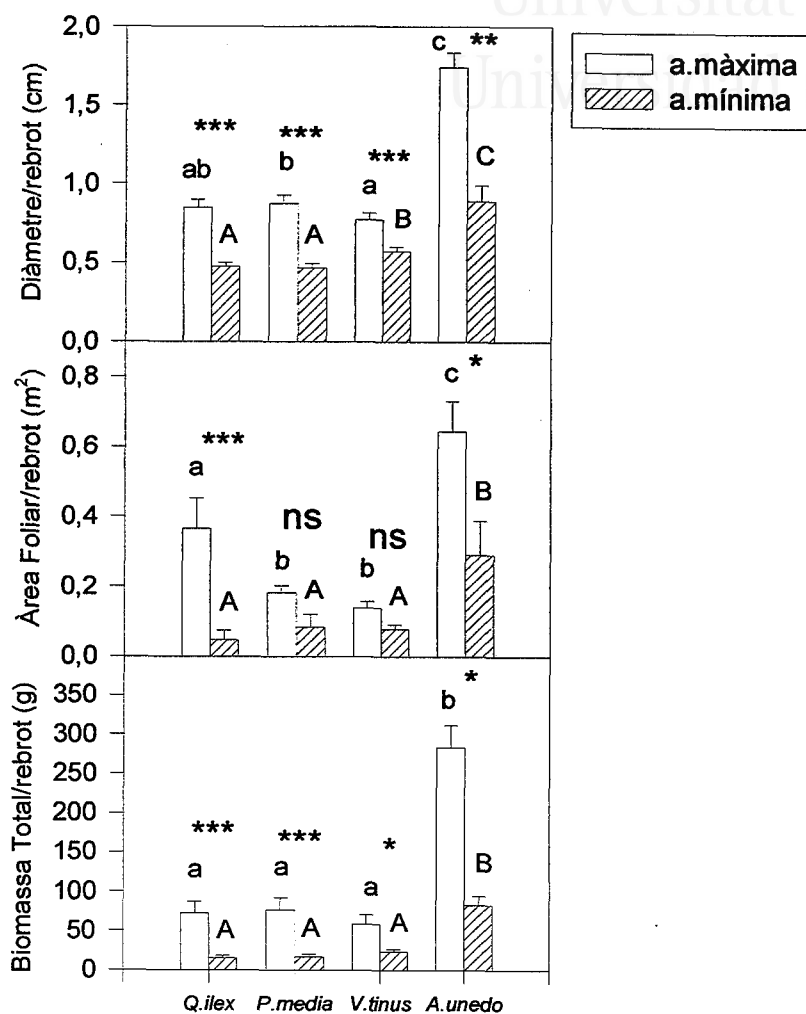 Universitat
Univers
a.màxima
a.mínima
Diàmetre/rebrot (cm)
2,0
1,5
1,0
0,5
0,0
*** *** *** c **
ab b a C
A A B
Àrea Foliar/rebrot (m²)
0,8
0,6
0,4
0,2
0,0
*** ns ns c *
a b b B
A A A
Biomassa Total/rebrot (g)
350
300
250
200
150
100
50
0
*** *** * b *
a a a B
A A A
Q.ilex P.media V.tinus A.unedo